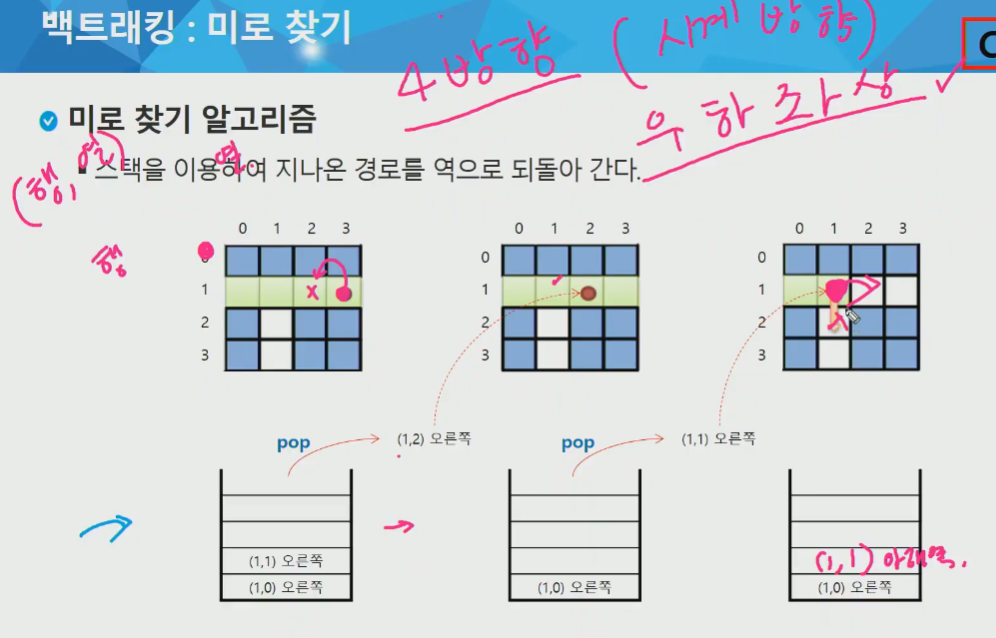 백트래킹 : 미로 찾기
4방향 (시계 방향)
우 하 좌 상
C
미로 찾기 알고리즘
(행, 열)
스택을 이용하여 지나온 경로를 역으로 되돌아 간다.
열.
행
0 1 2 3
0
1
2
3
x
0 1 2 3
0
1
2
3
0 1 2 3
0
1
2
3
x
pop
(1,2) 오른쪽
pop
(1,1) 오른쪽
(1,1) 오른쪽
(1,0) 오른쪽
(1,0) 오른쪽
(1,1) 아래쪽.
(1,0) 오른쪽